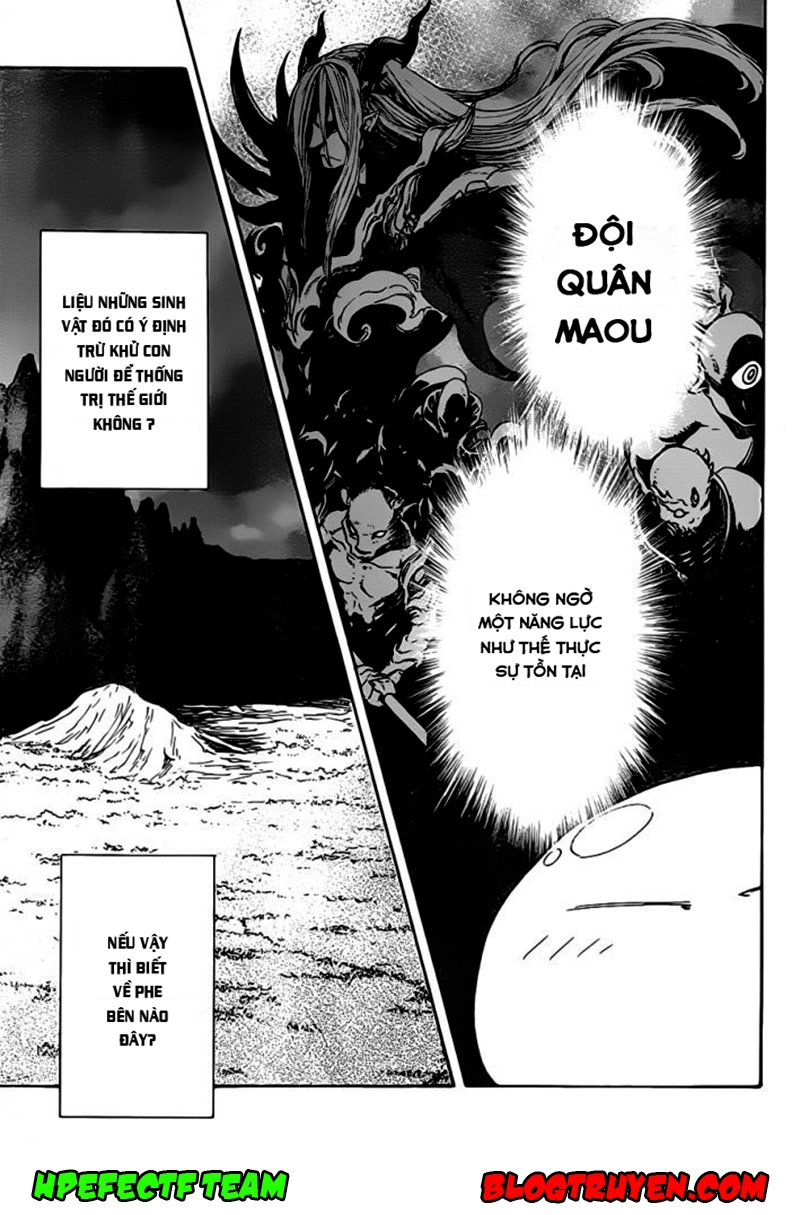 ĐỘI
QUÂN
MAOU
KHÔNG NGỜ
MỘT NĂNG LỰC
NHƯ THẾ THỰC
SỰ TỒN TẠI
LIỆU NHỮNG SINH
VẬT ĐÓ CÓ Ý ĐỊNH
TRỪ KHỬ CON
NGƯỜI ĐỂ THỐNG
TRỊ THẾ GIỚI
KHÔNG ?
NẾU VẬY
THÌ BIẾT
VỀ PHE
BÊN NÀO
ĐÂY?
HPEFECTF TEAM
BLOGTRUYEN.COM